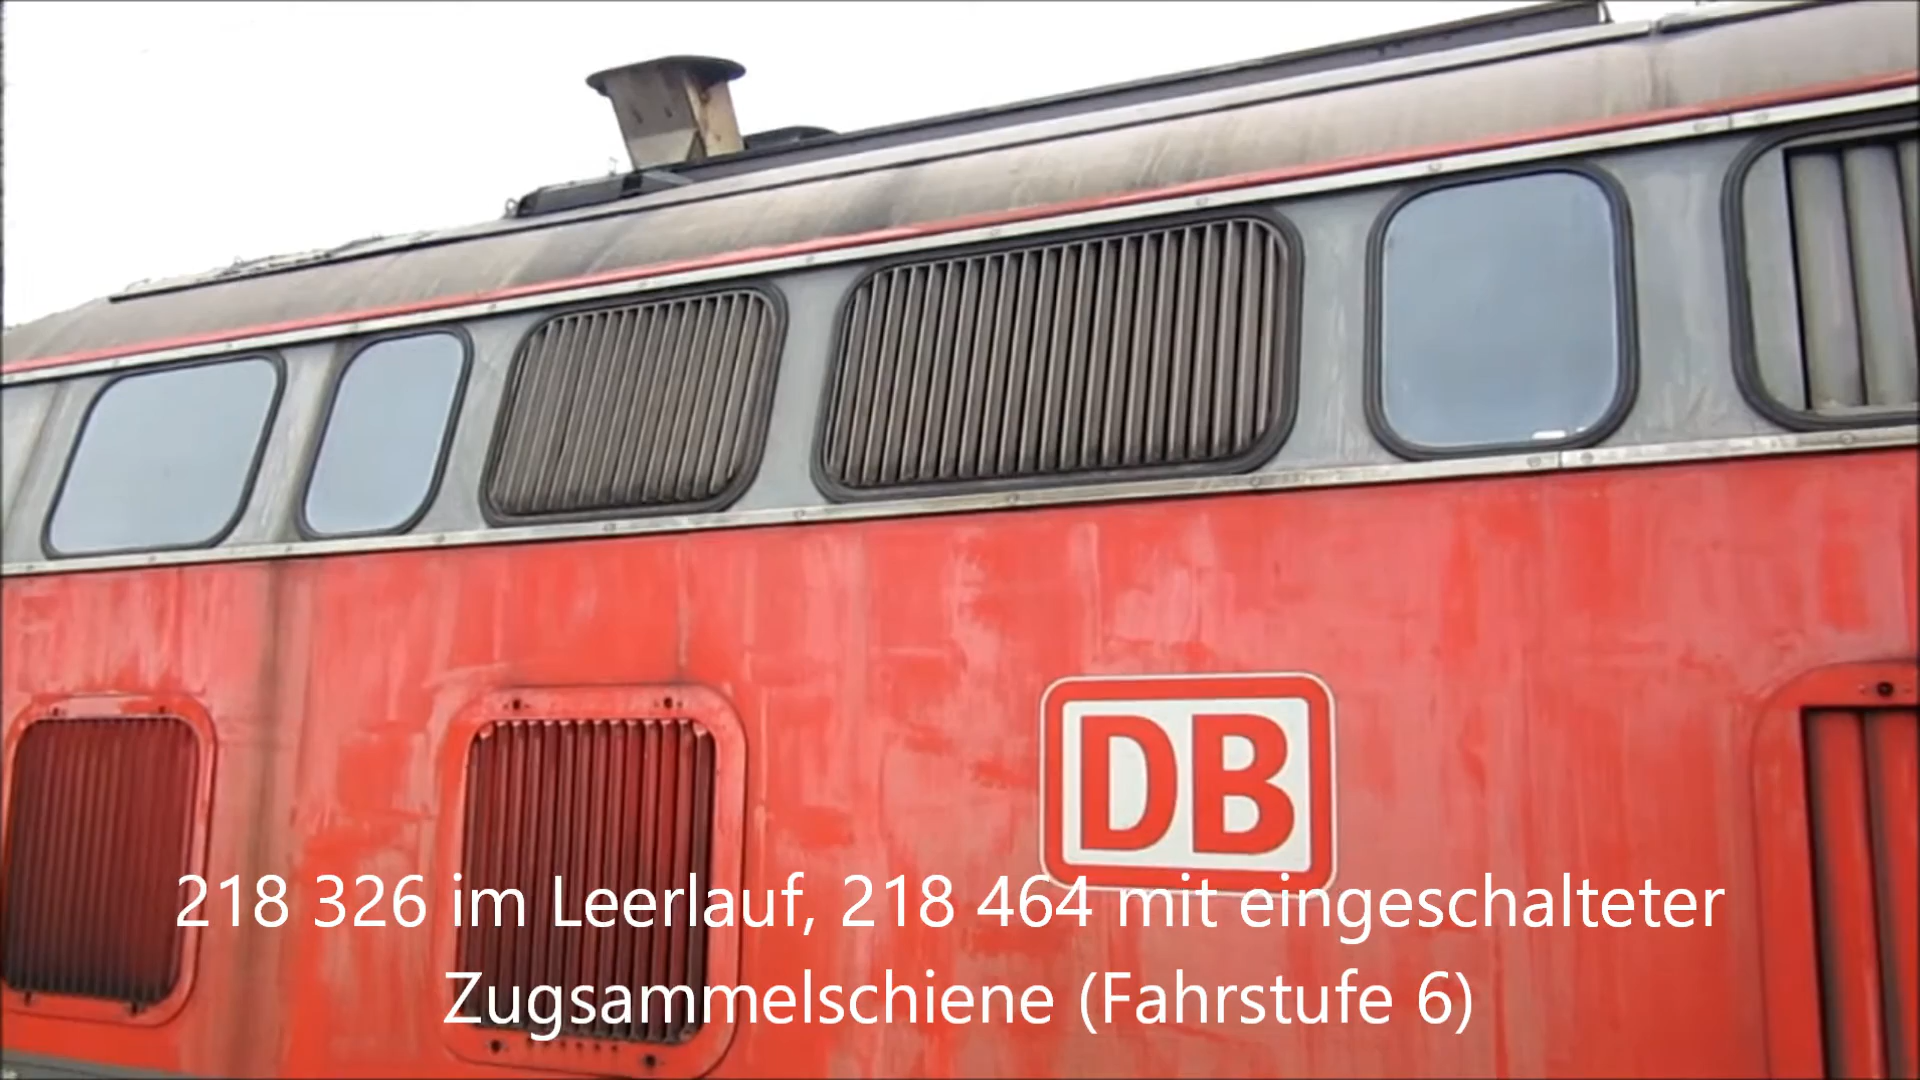 DB
218 326 im Leerlauf, 218 464 mit eingeschalteter
Zugsammelschiene (Fahrstufe 6)